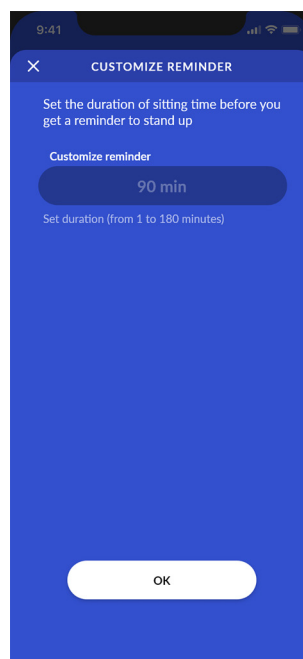 9:41
CUSTOMIZE REMINDER
Set the duration of sitting time before you
get a reminder to stand up
Customize reminder
90 min
Set duration (from 1 to 180 minutes)
OK